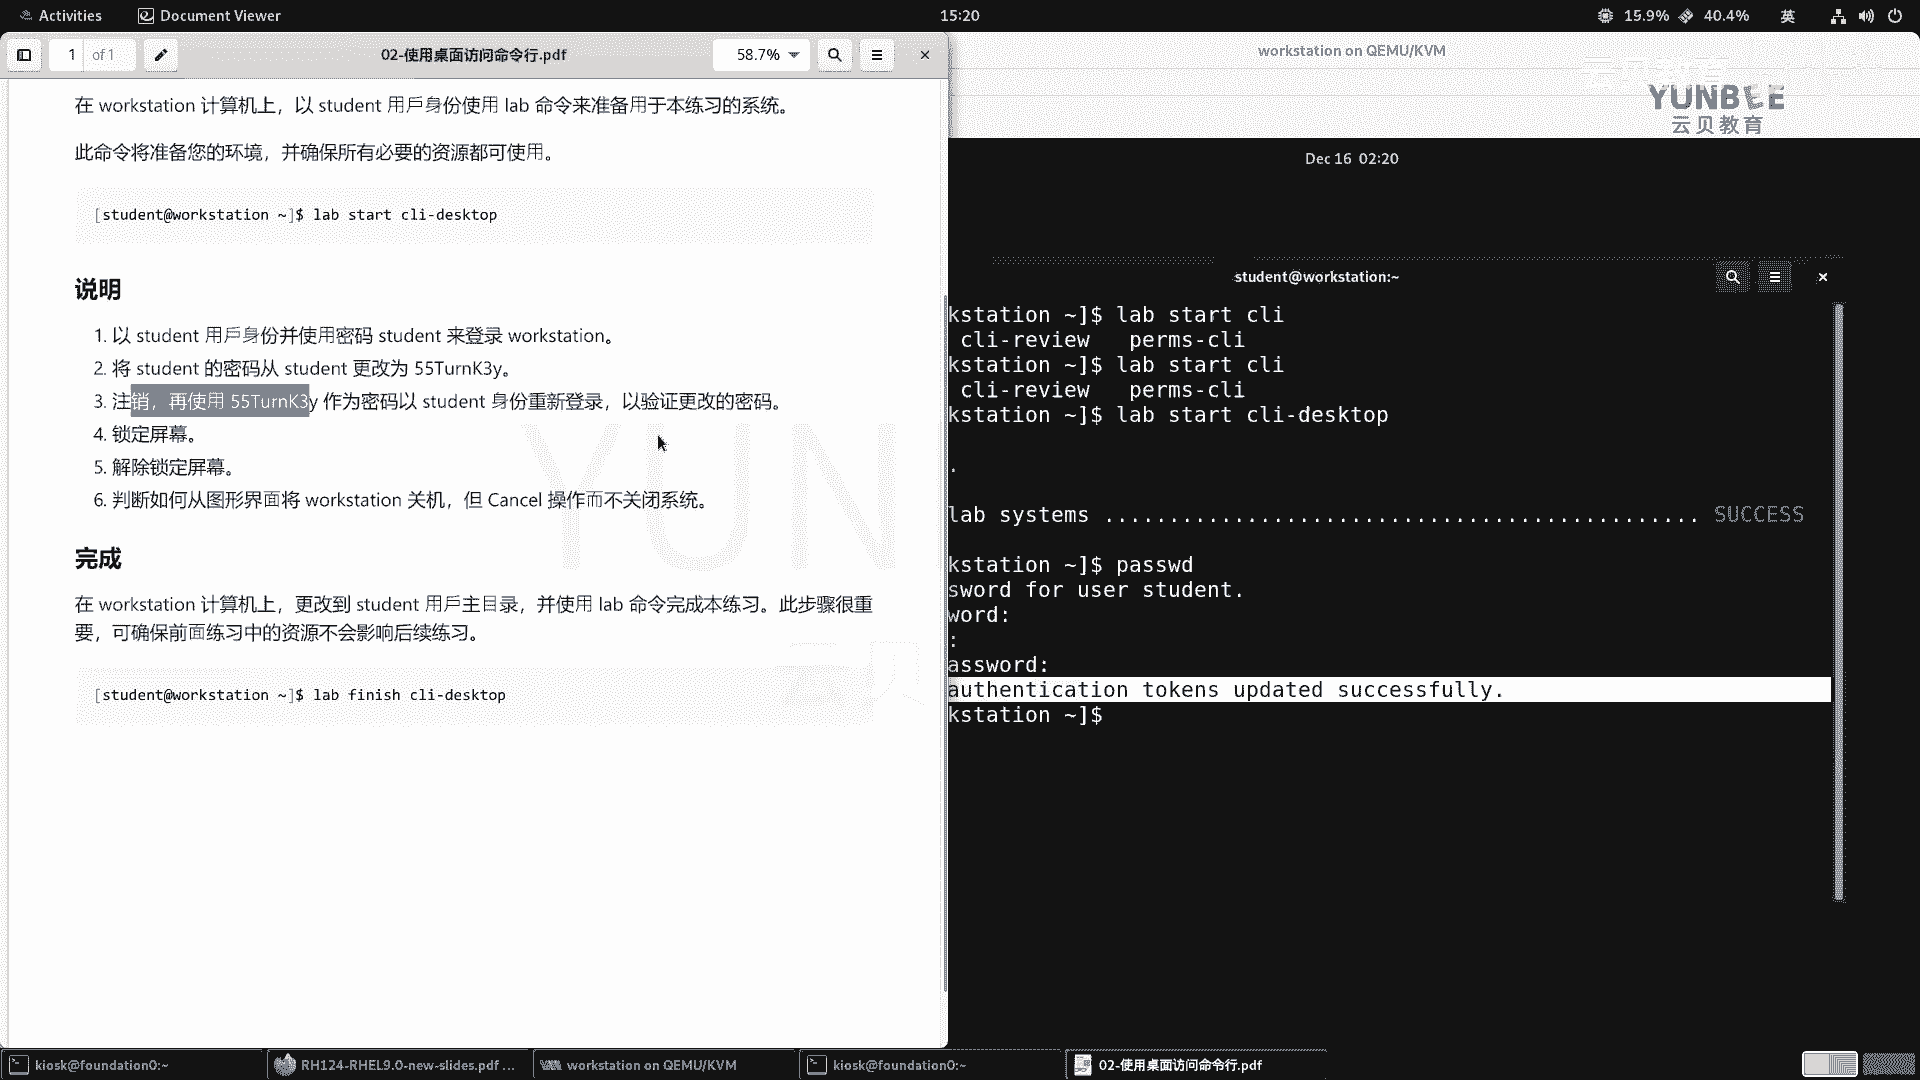 Activities
Document Viewer
15:20
15.9%
40.4%
英
1 of 1
02-使用桌面访问命令行.pdf
58.7%
在 workstation 计算机上，以 student 用戶身份使用 lab 命令来准备用于本练习的系统。
此命令将准备您的环境，并确保所有必要的资源都可使用。
[student@workstation ~]$ lab start cli-desktop
说明
1. 以 student 用戶身份并使用密码 student 来登录 workstation。
2. 将 student 的密码从 student 更改为 55TurnK3y。
3. 注销，再使用 55TurnK3y 作为密码以 student 身份重新登录，以验证更改的密码。
4. 锁定屏幕。
5. 解除锁定屏幕。
6. 判断如何从图形界面将 workstation 关机，但 Cancel 操作而不关闭系统。
完成
在 workstation 计算机上，更改到 student 用戶主目录，并使用 lab 命令完成本练习。此步骤很重
要，可确保前面练习中的资源不会影响后续练习。
[student@workstation ~]$ lab finish cli-desktop
YUN
云贝
workstation on QEMU/KVM
云贝教育
YUNBEE
云贝教育
Dec 16 02:20
student@workstation:~
kstation ~]$ lab start cli
cli-review perms-cli
kstation ~]$ lab start cli
cli-review perms-cli
kstation ~]$ lab start cli-desktop
.
lab systems .............................................. SUCCESS
kstation ~]$ passwd
sword for user student.
word:
:
assword:
authentication tokens updated successfully.
kstation ~]$
kiosk@foundation0:~
RH124-RHEL9.0-new-slides.pdf ...
workstation on QEMU/KVM
kiosk@foundation0:~
02-使用桌面访问命令行.pdf